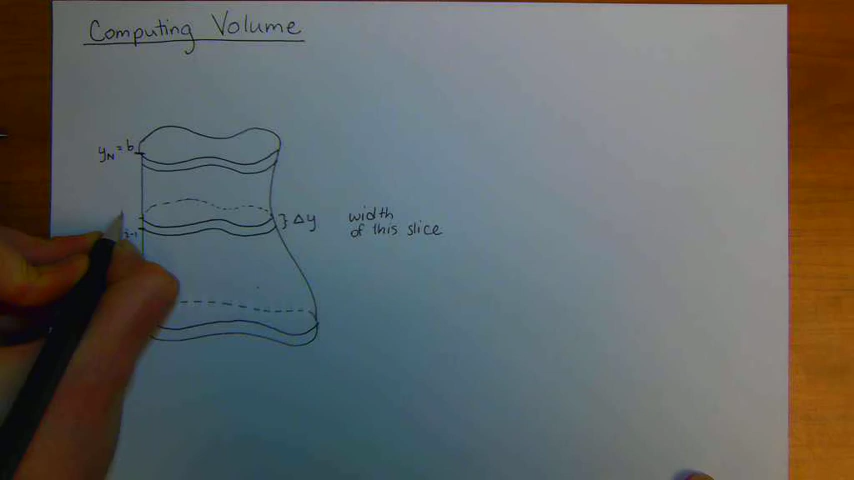 Computing Volume
y_N = b
} Δy
width
of this slice